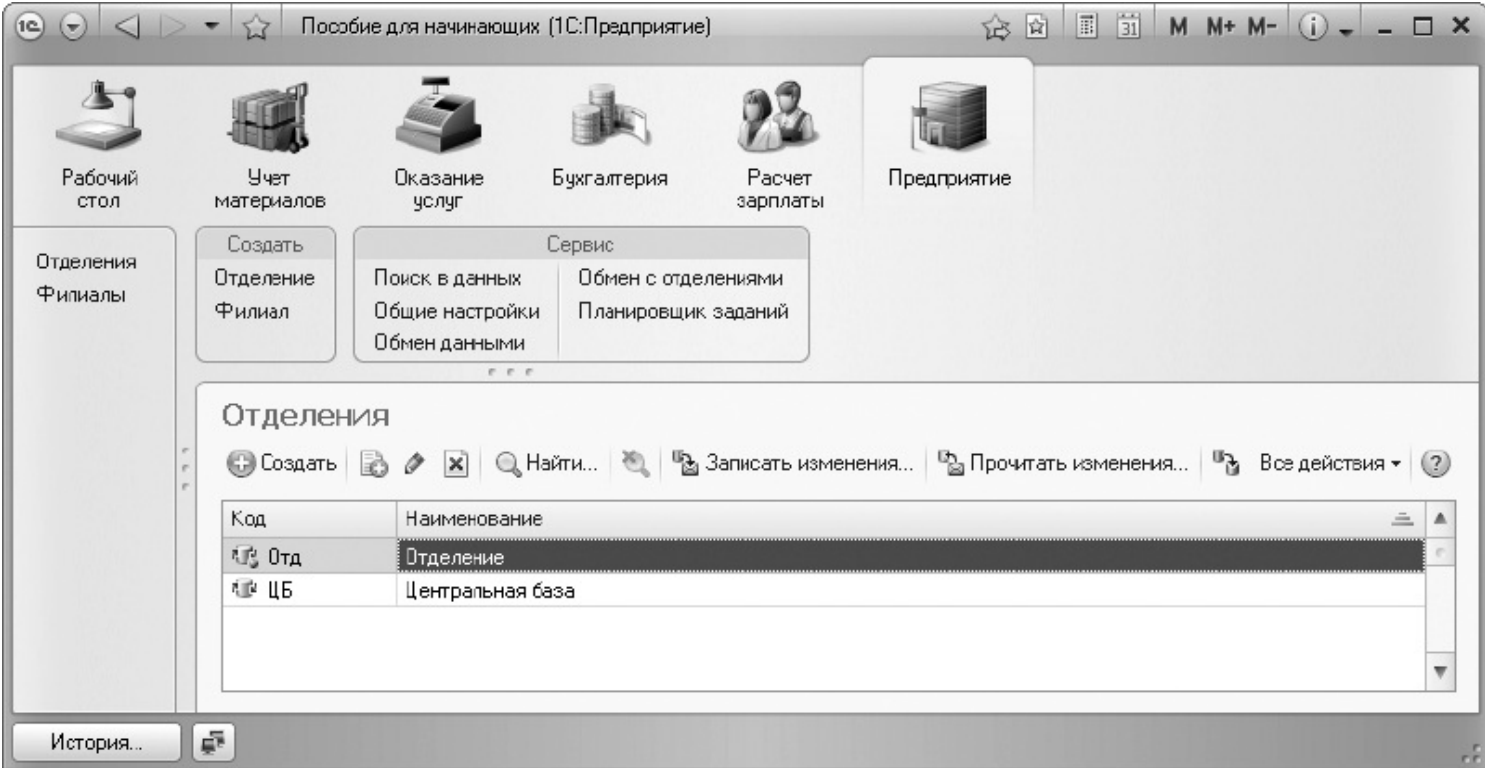 1С Пособие для начинающих (1С:Предприятие) 31 M M+ M-
Рабочий стол
Учет материалов
Оказание услуг
Бухгалтерия
Расчет зарплаты
Предприятие
Отделения
Филиалы
Создать
Отделение
Филиал
Сервис
Поиск в данных
Общие настройки
Обмен данными
Обмен с отделениями
Планировщик заданий
Отделения
Создать Найти... Записать изменения... Прочитать изменения... Все действия ?
Код Наименование
Отд Отделение
ЦБ Центральная база
История...